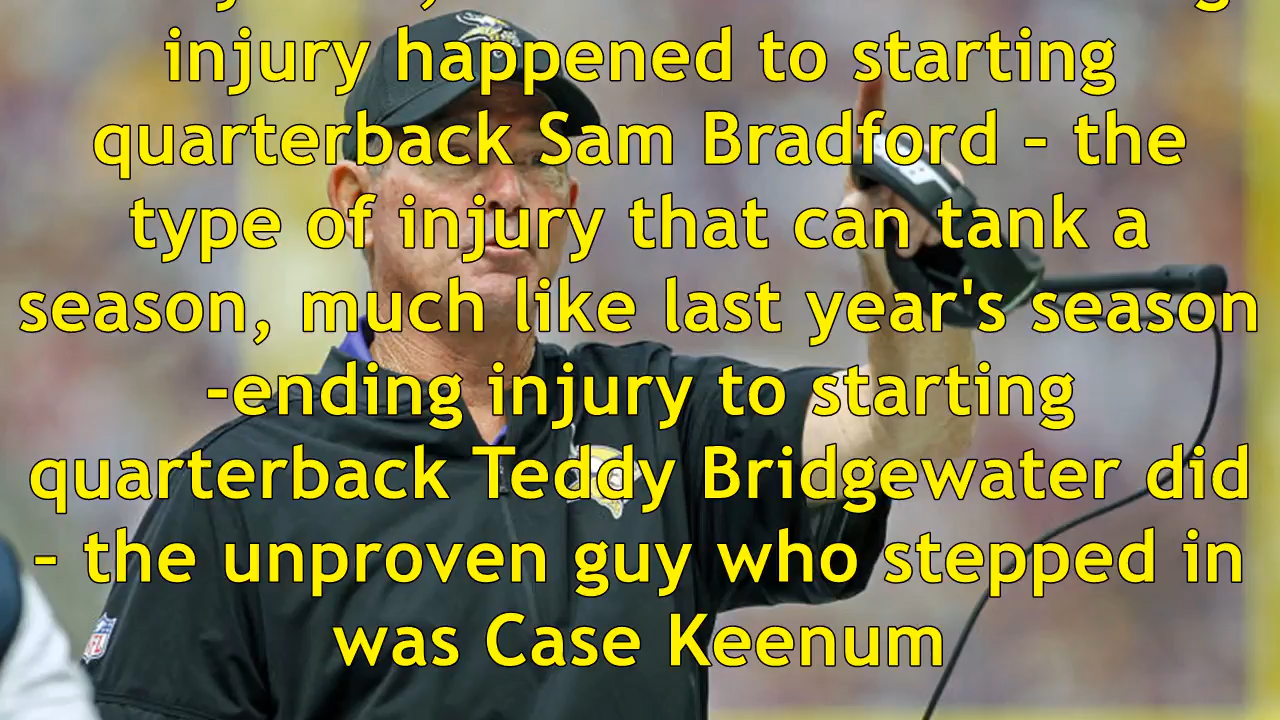 injury happened to starting
quarterback Sam Bradford - the
type of injury that can tank a
season, much like last year's season
-ending injury to starting
quarterback Teddy Bridgewater did
- the unproven guy who stepped in
was Case Keenum
NFL